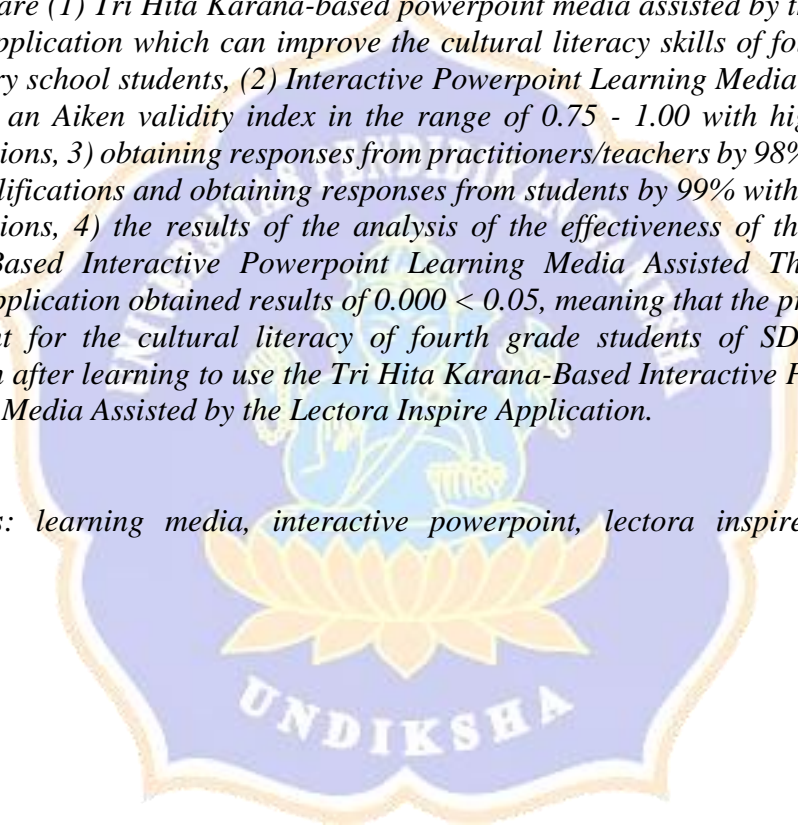 are (1) Tri Hita Karana-based powerpoint media assisted by th
pplication which can improve the cultural literacy skills of fo
ry school students, (2) Interactive Powerpoint Learning Media
an Aiken validity index in the range of 0.75 - 1.00 with hig
ions, 3) obtaining responses from practitioners/teachers by 98%
lifications and obtaining responses from students by 99% with
ions, 4) the results of the analysis of the effectiveness of th
Based Interactive Powerpoint Learning Media Assisted Th
pplication obtained results of 0.000 < 0.05, meaning that the p
nt for the cultural literacy of fourth grade students of SD
n after learning to use the Tri Hita Karana-Based Interactive P
Media Assisted by the Lectora Inspire Application.
s: learning media, interactive powerpoint, lectora inspire
UNIVERSITAS PENDIDIKAN GANESHA
UNDIKSHA